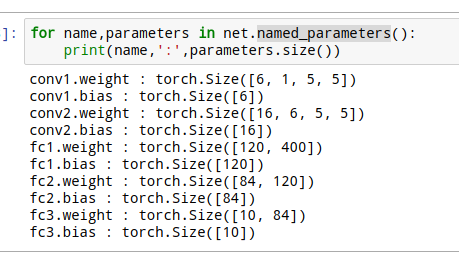 ]: for name,parameters in net.named_parameters():
print(name,':',parameters.size())
conv1.weight : torch.Size([6, 1, 5, 5])
conv1.bias : torch.Size([6])
conv2.weight : torch.Size([16, 6, 5, 5])
conv2.bias : torch.Size([16])
fc1.weight : torch.Size([120, 400])
fc1.bias : torch.Size([120])
fc2.weight : torch.Size([84, 120])
fc2.bias : torch.Size([84])
fc3.weight : torch.Size([10, 84])
fc3.bias : torch.Size([10])